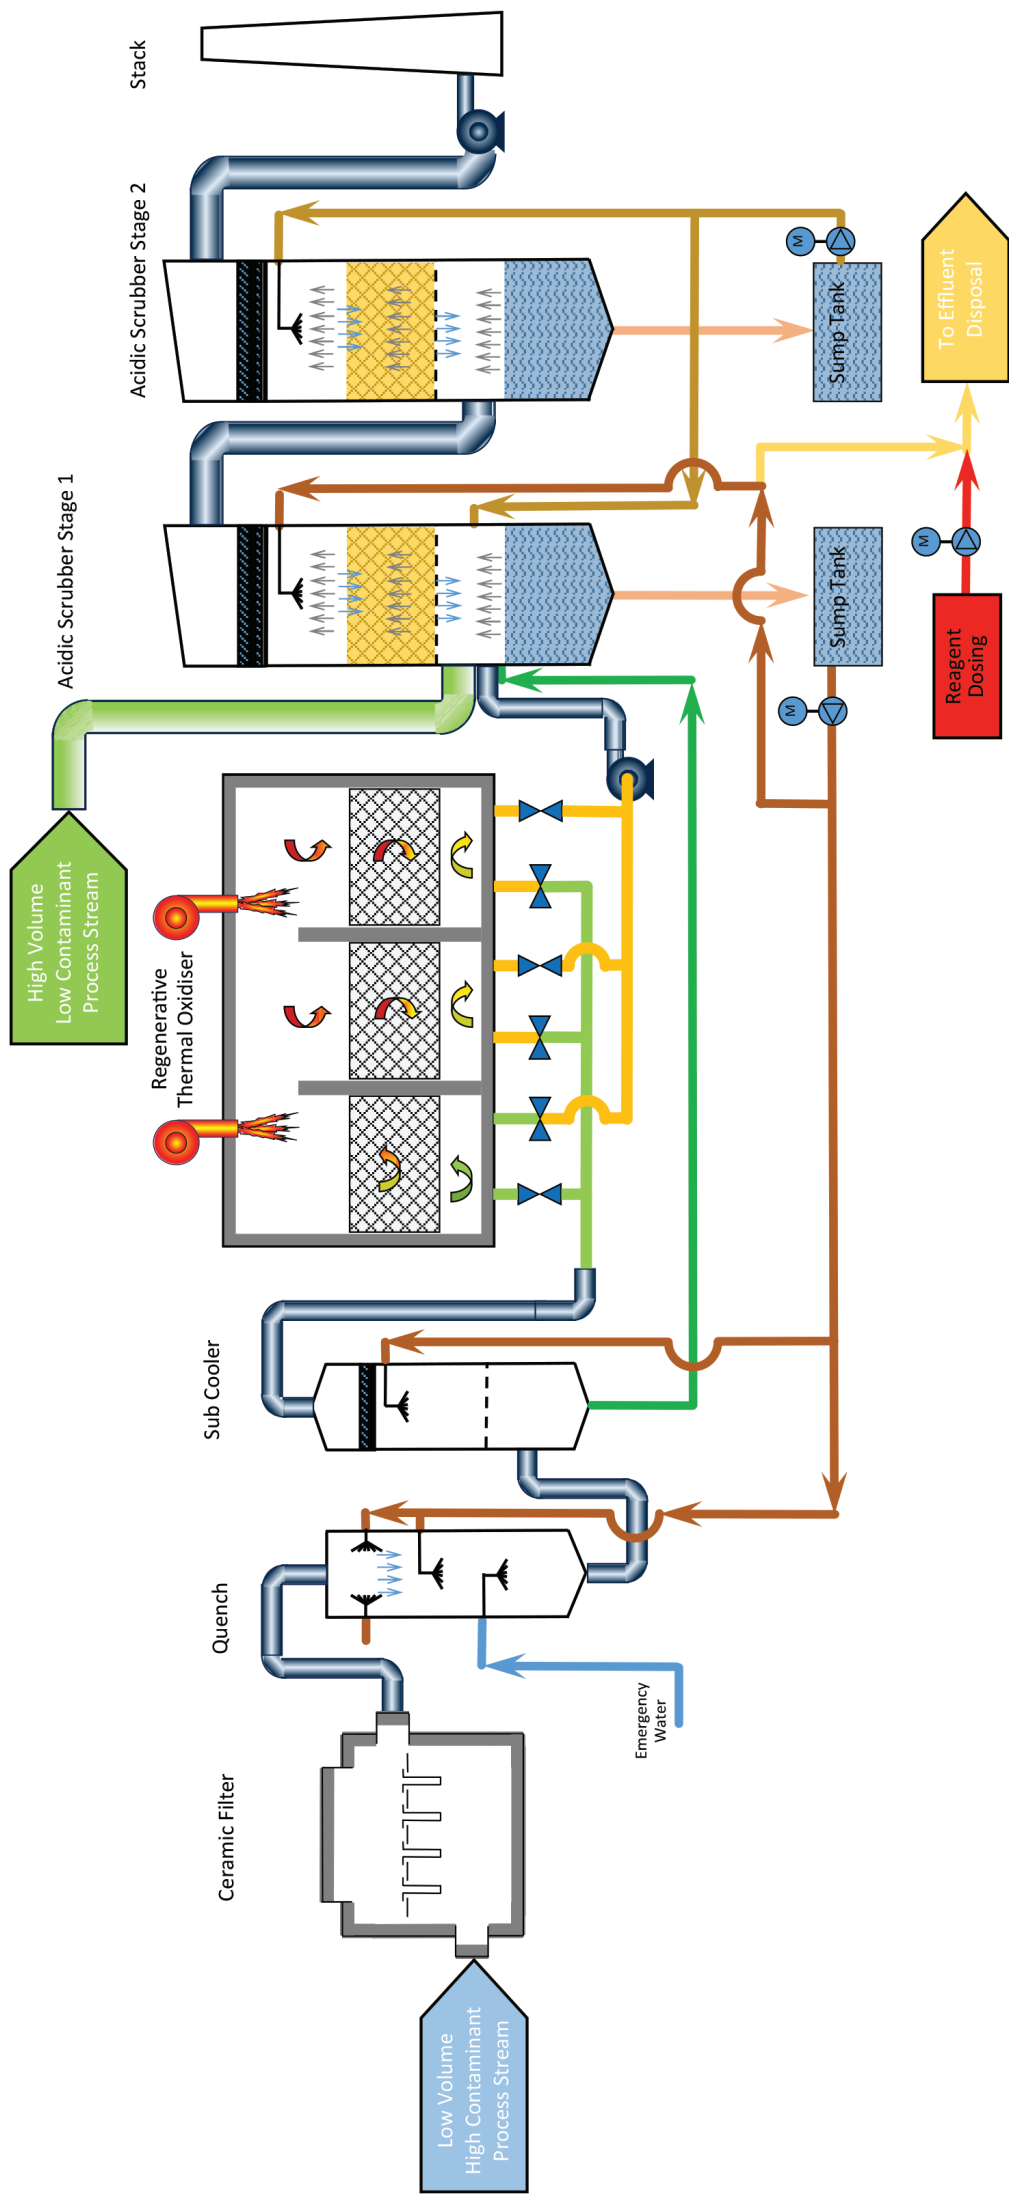 Low Volume
High Contaminant
Process Stream
Ceramic Filter
Quench
Emergency
Water
Sub Cooler
Regenerative
Thermal Oxidiser
High Volume
Low Contaminant
Process Stream
Acidic Scrubber Stage 1
Acidic Scrubber Stage 2
Stack
M
Sump Tank
M
Sump Tank
Reagent
Dosing
M
To Effluent
Disposal